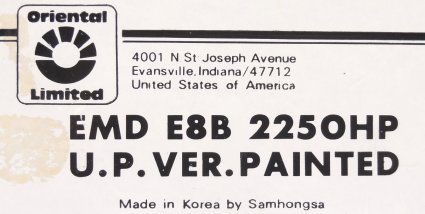 Oriental
Limited
4001 N St Joseph Avenue
Evansville, Indiana/47712
United States of America
EMD E8B 2250HP
U.P. VER. PAINTED
Made in Korea by Samhongsa